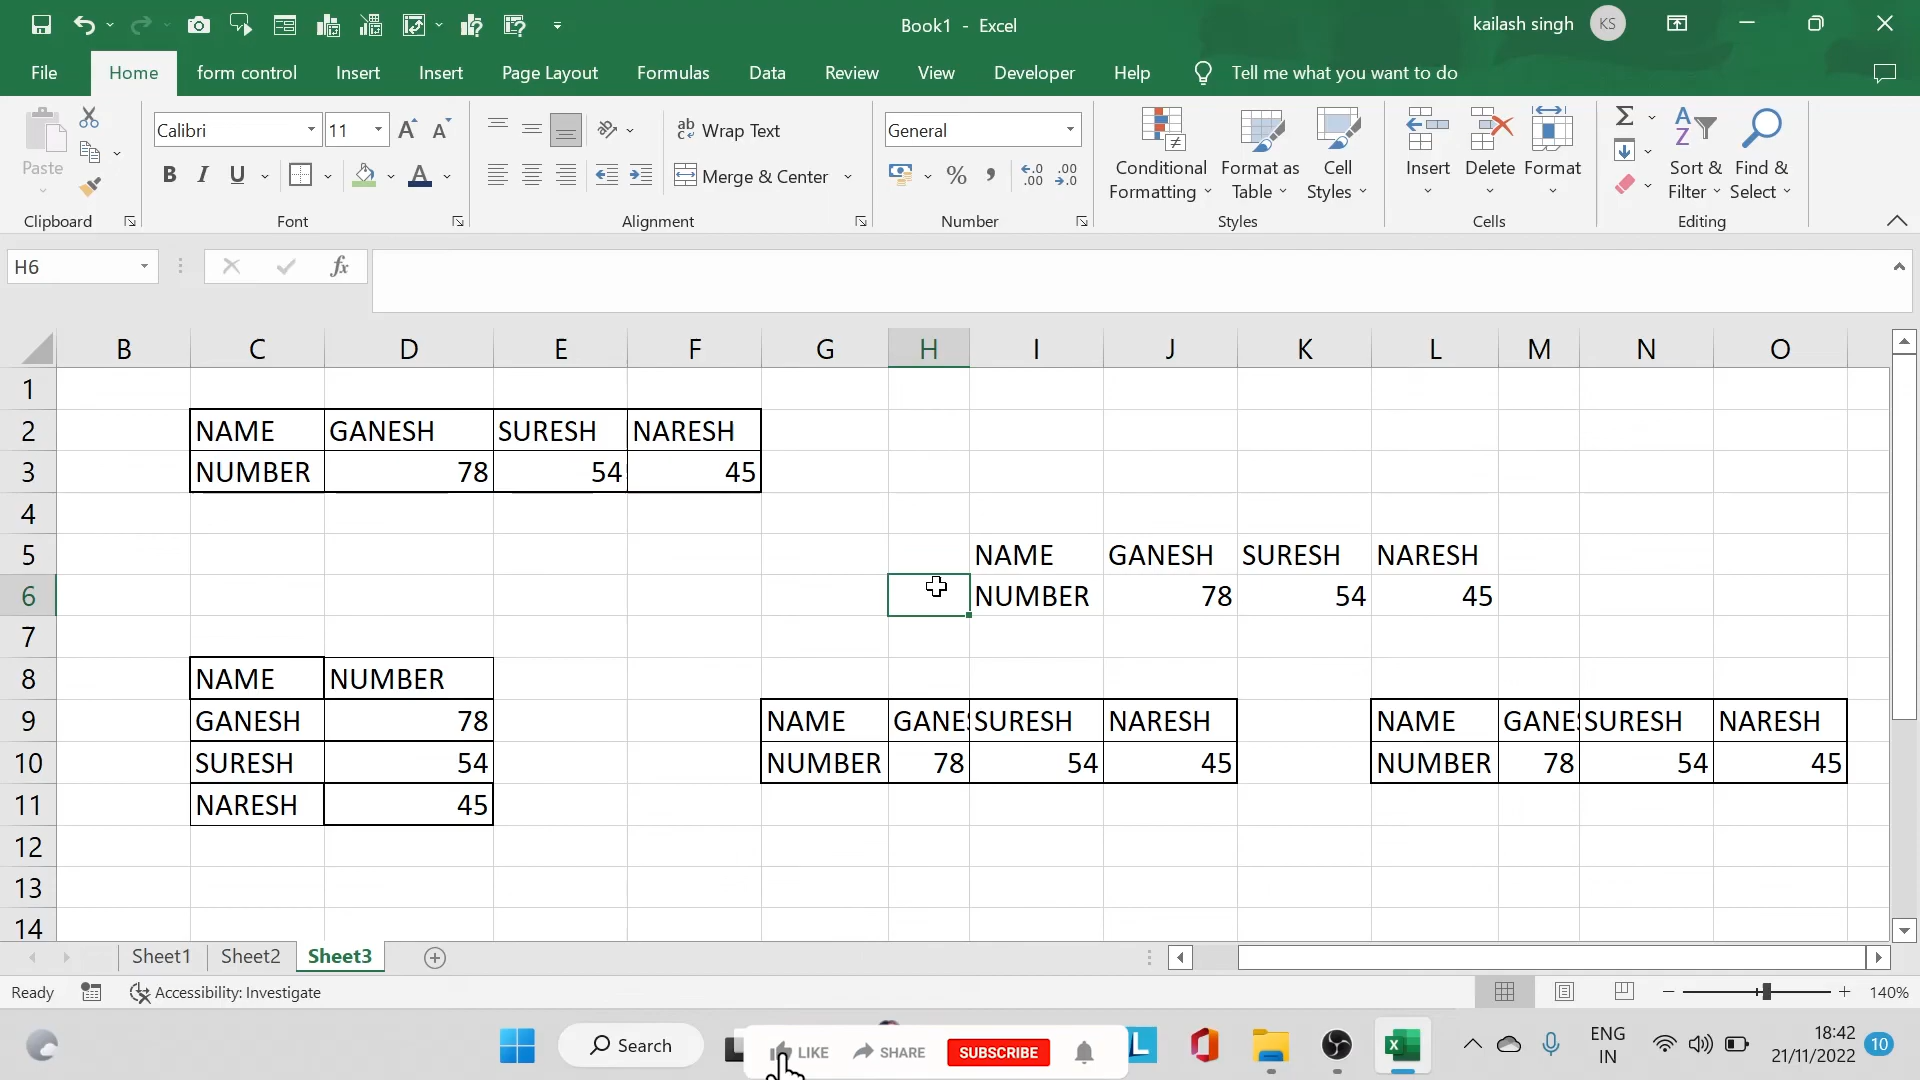 Book1 - Excel
kailash singh KS
File Home form control Insert Insert Page Layout Formulas Data Review View Developer Help Tell me what you want to do
Paste
Clipboard
Calibri 11
B I U
Font
Wrap Text
Merge & Center
Alignment
General
Number
Conditional Formatting
Format as Table
Cell Styles
Styles
Insert Delete Format
Cells
Sort & Filter
Find & Select
Editing
H6 fx
B C D E F G H I J K L M N O
1
2 NAME GANESH SURESH NARESH
3 NUMBER 78 54 45
4
5 NAME GANESH SURESH NARESH
6 NUMBER 78 54 45
7
8 NAME NUMBER
9 GANESH 78 NAME GANES SURESH NARESH NAME GANES SURESH NARESH
10 SURESH 54 NUMBER 78 54 45 NUMBER 78 54 45
11 NARESH 45
12
13
14
Sheet1 Sheet2 Sheet3
Ready Accessibility: Investigate 140%
Search
LIKE SHARE SUBSCRIBE
ENG
IN
18:42
21/11/2022
10